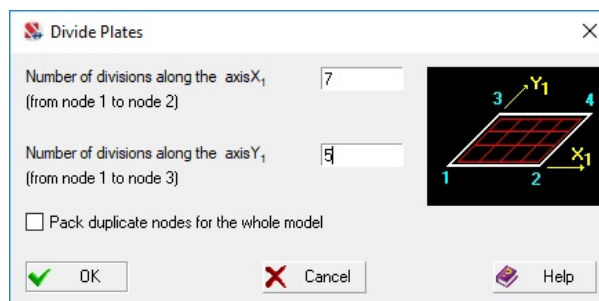 Divide Plates
Number of divisions along the axisX₁
7
(from node 1 to node 2)
Number of divisions along the axisY₁
5
(from node 1 to node 3)
Y₁
3
4
X₁
1
2
Pack duplicate nodes for the whole model
OK
Cancel
Help